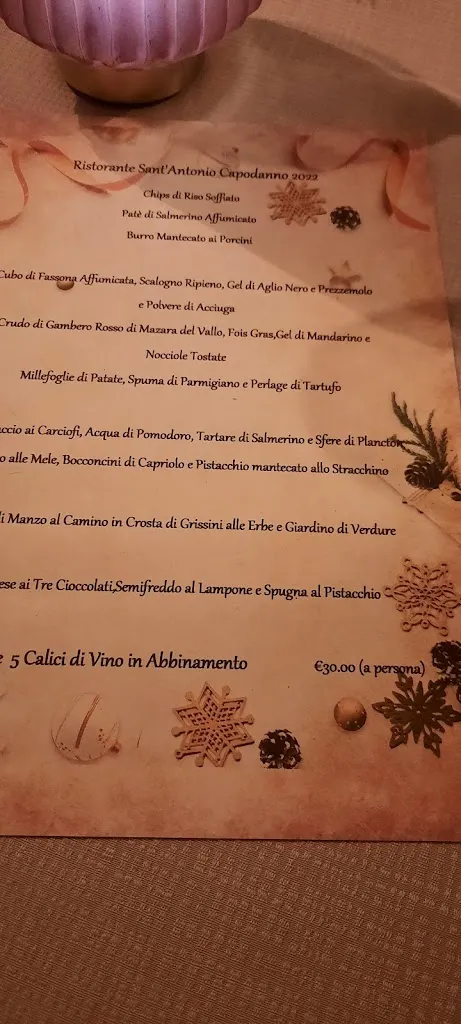 Ristorante Sant'Antonio Capodanno 2022
Chips di Riso Soffiato
Patè di Salmerino Affumicato
Burro Mantecato ai Porcini
Cubo di Fassona Affumicata, Scalogno Ripieno, Gel di Aglio Nero e Prezzemolo
e Polvere di Acciuga
Crudo di Gambero Rosso di Mazara del Vallo, Fois Gras,Gel di Mandarino e
Nocciole Tostate
Millefoglie di Patate, Spuma di Parmigiano e Perlage di Tartufo
ai Carciofi, Acqua di Pomodoro, Tartare di Salmerino e Sfere di Plancton
alle Mele, Bocconcini di Capriolo e Pistacchio mantecato allo Stracchino
di Manzo al Camino in Crosta di Grissini alle Erbe e Giardino di Verdure
ai Tre Cioccolati,Semifreddo al Lampone e Spugna al Pistacchio
5 Calici di Vino in Abbinamento €30.00 (a persona)